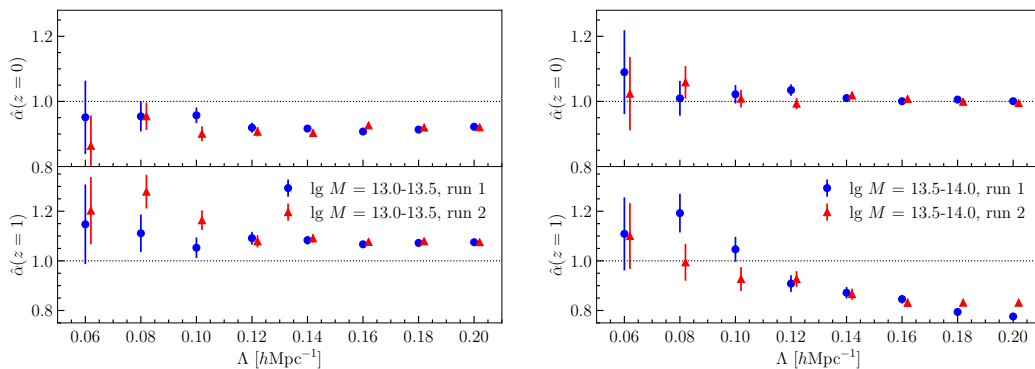 1.2
1.0
0.8
α̂(z = 0)
lg M = 13.0-13.5, run 1
lg M = 13.0-13.5, run 2
1.2
1.0
0.8
α̂(z = 1)
0.06 0.08 0.10 0.12 0.14 0.16 0.18 0.20
Λ [hMpc⁻¹]
1.2
1.0
0.8
α̂(z = 0)
lg M = 13.5-14.0, run 1
lg M = 13.5-14.0, run 2
1.2
1.0
0.8
α̂(z = 1)
0.06 0.08 0.10 0.12 0.14 0.16 0.18 0.20
Λ [hMpc⁻¹]